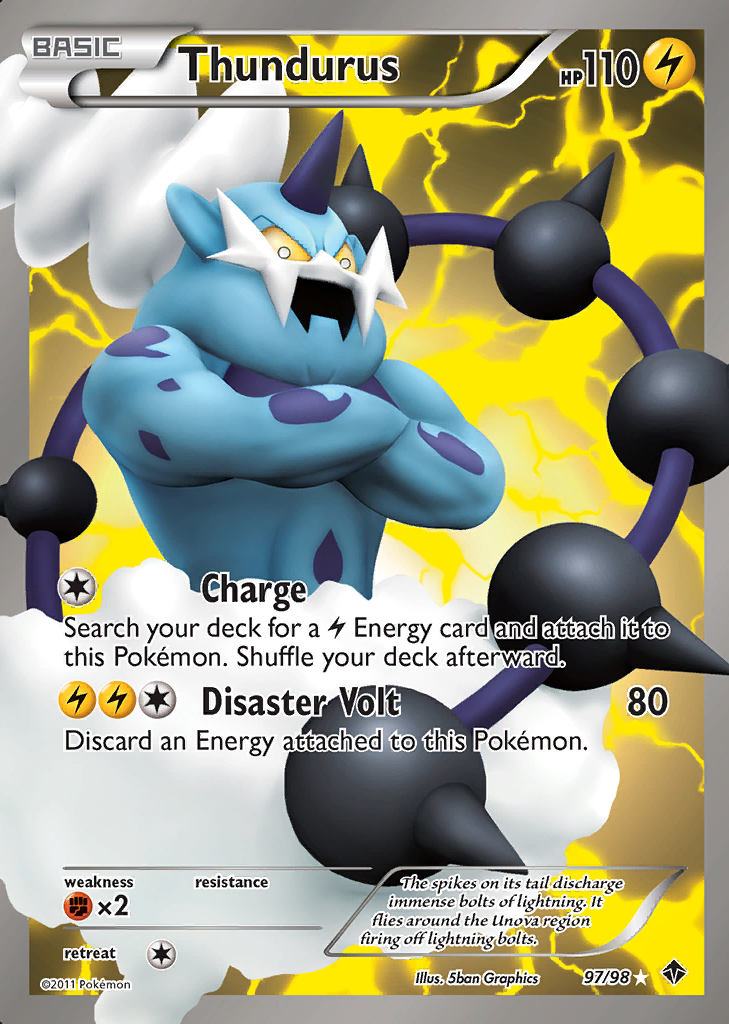 BASIC
Thundurus
HP110
Charge
Search your deck for a Energy card and attach it to
this Pokémon. Shuffle your deck afterward.
Disaster Volt 80
Discard an Energy attached to this Pokémon.
weakness resistance
×2
The spikes on its tail discharge
immense bolts of lightning. It
flies around the Unova region
firing off lightning bolts.
retreat
©2011 Pokémon
Illus. 5ban Graphics 97/98